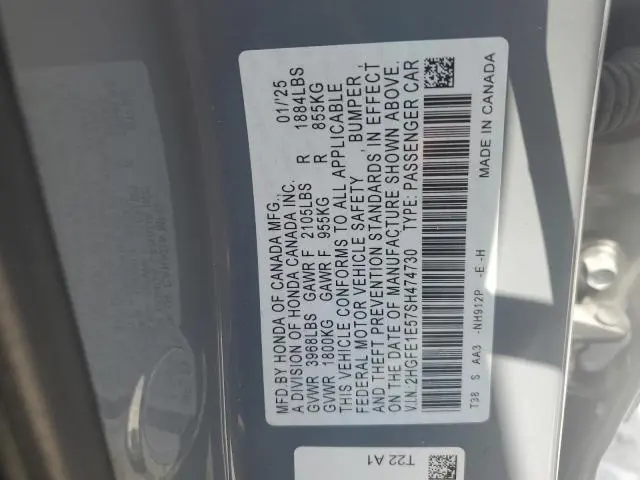 MFD.BY HONDA OF CANADA MFG., 01/'25
A DIVISION OF HONDA CANADA INC.
GVWR 3968LBS GAWR F 2105LBS R 1884LBS
GVWR 1800KG GAWR F 955KG R 855KG
THIS VEHICLE CONFORMS TO ALL APPLICABLE
FEDERAL MOTOR VEHICLE SAFETY , BUMPER ,
AND THEFT PREVENTION STANDARDS IN EFFECT
ON THE DATE OF MANUFACTURE SHOWN ABOVE.
V.I.N.:2HGFE1E57SH474730 TYPE: PASSENGER CAR
T38 S AA3 -NH912P -E -H MADE IN CANADA
T22 A1